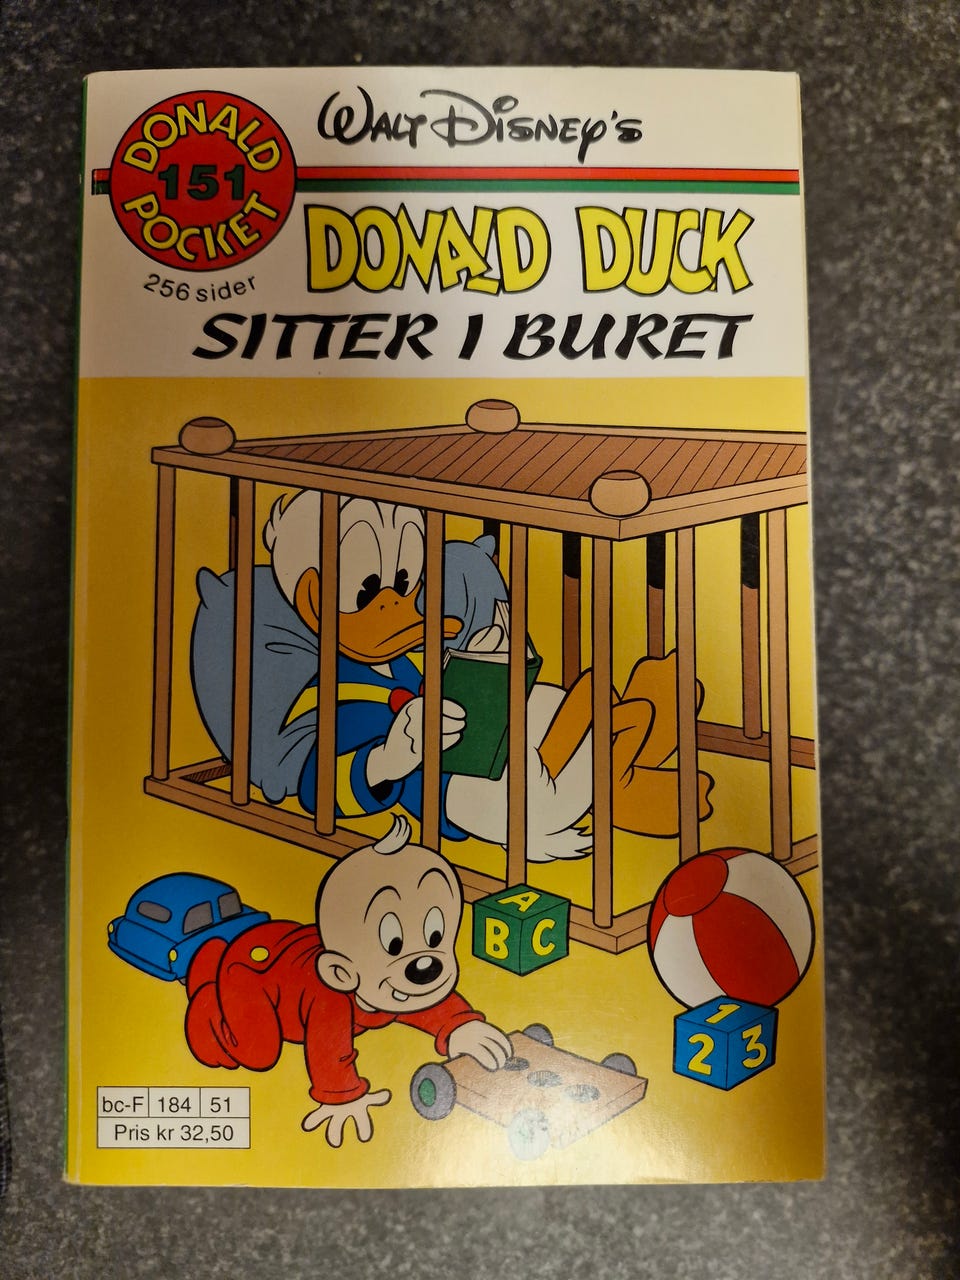 DONALD
151
POCKET
256 sider
WALT DISNEY'S
DONALD DUCK
SITTER I BURET
A
B C
1
2 3
bc-F 184 51
Pris kr 32,50